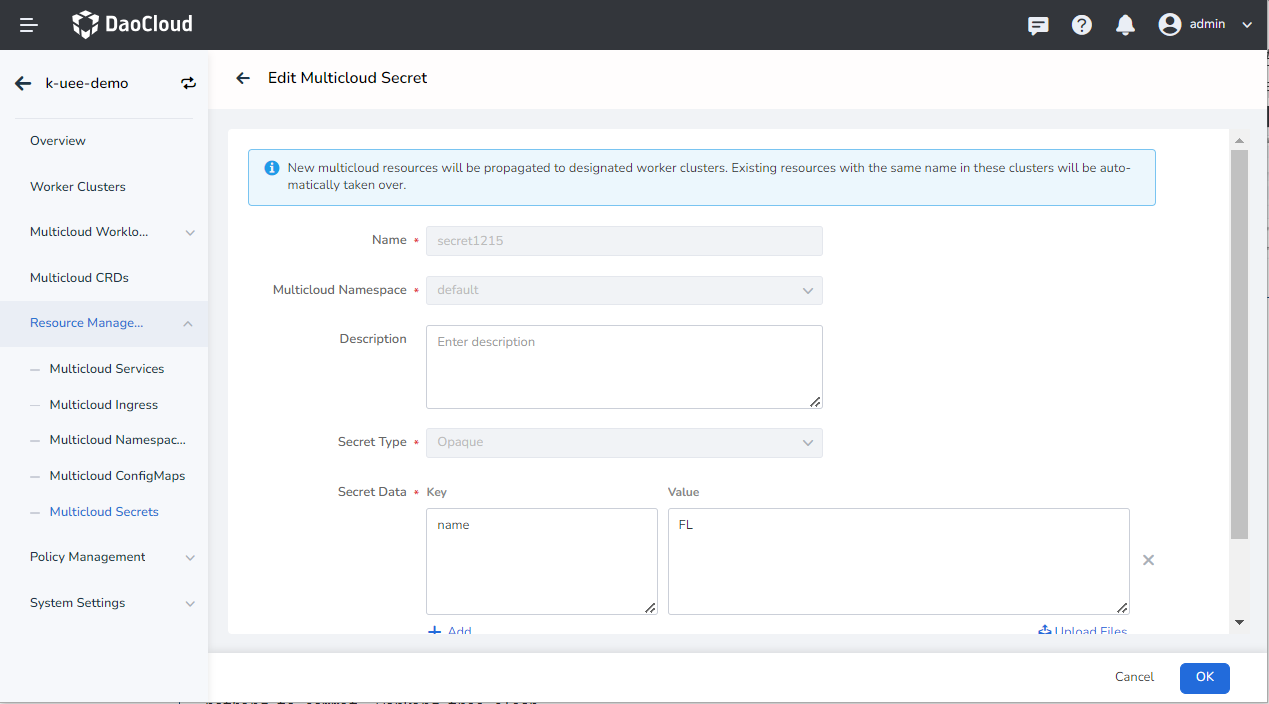 DaoCloud
admin
k-uee-demo
Edit Multicloud Secret
Overview
Worker Clusters
Multicloud Worklo...
Multicloud CRDs
Resource Manage...
Multicloud Services
Multicloud Ingress
Multicloud Namespac...
Multicloud ConfigMaps
Multicloud Secrets
Policy Management
System Settings
New multicloud resources will be propagated to designated worker clusters. Existing resources with the same name in these clusters will be auto-
matically taken over.
Name * secret1215
Multicloud Namespace * default
Description Enter description
Secret Type * Opaque
Secret Data * Key Value
name FL
Add Upload Files
Cancel OK